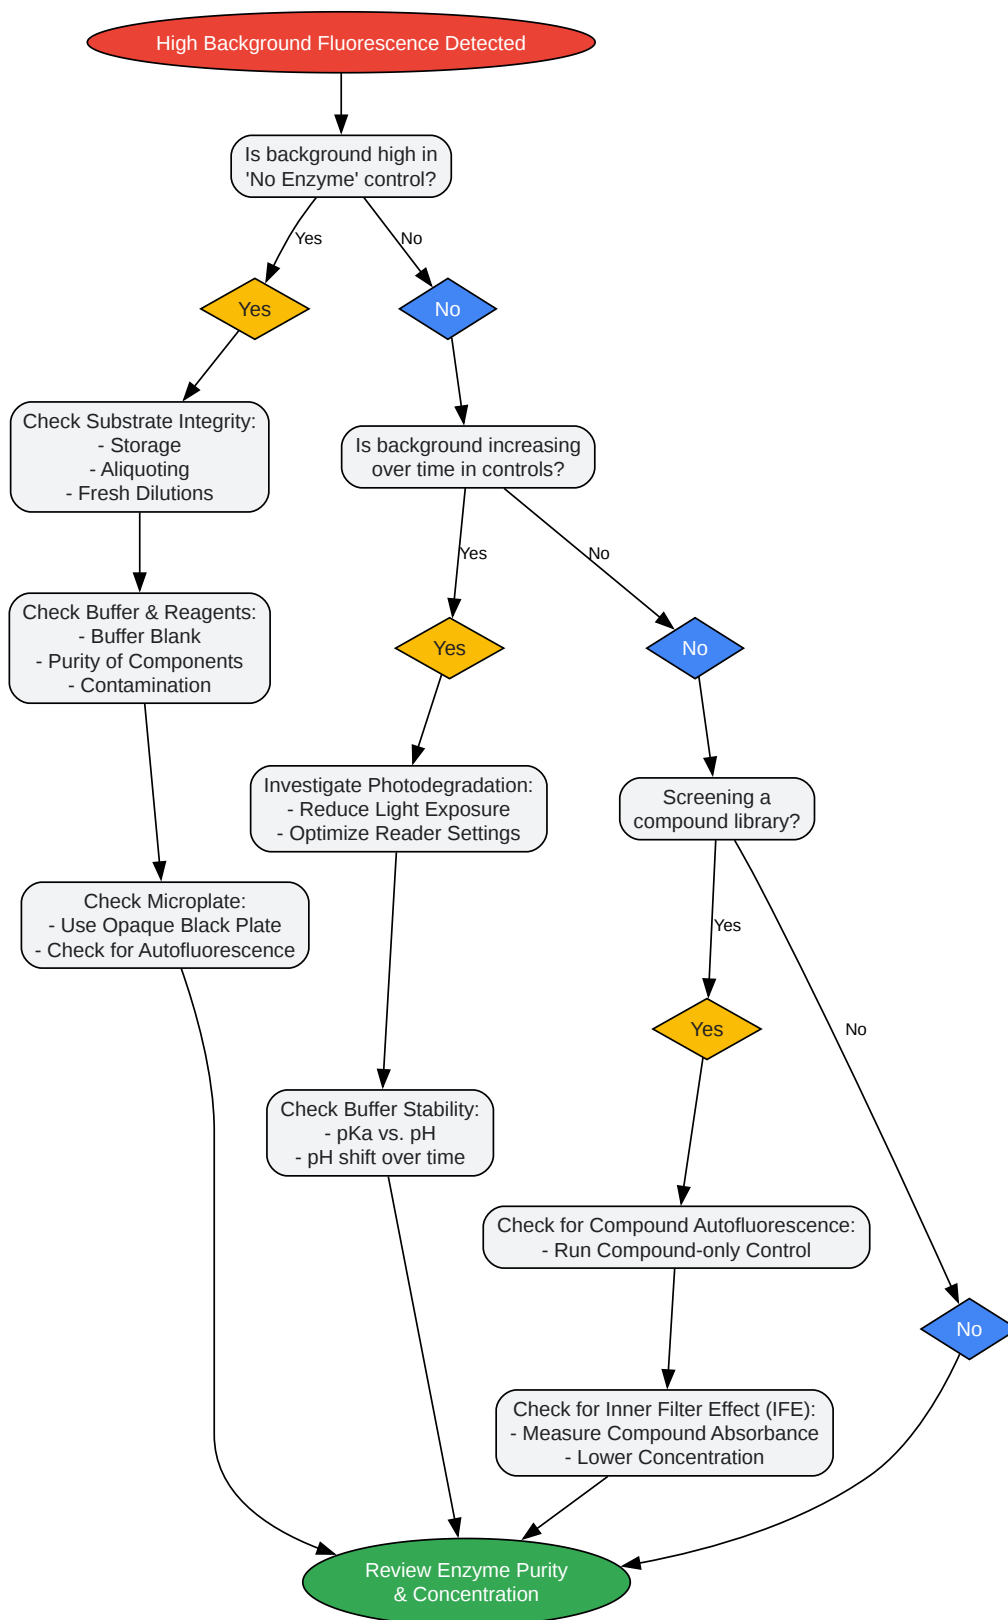 High Background Fluorescence Detected
Is background high in
'No Enzyme' control?
Yes
No
Yes
No
Check Substrate Integrity:
- Storage
- Aliquoting
- Fresh Dilutions
Is background increasing
over time in controls?
Yes
No
Check Buffer & Reagents:
- Buffer Blank
- Purity of Components
- Contamination
Yes
No
Investigate Photodegradation:
- Reduce Light Exposure
- Optimize Reader Settings
Screening a
compound library?
Check Microplate:
- Use Opaque Black Plate
- Check for Autofluorescence
Yes
No
Yes
Check Buffer Stability:
- pKa vs. pH
- pH shift over time
Check for Compound Autofluorescence:
- Run Compound-only Control
No
Check for Inner Filter Effect (IFE):
- Measure Compound Absorbance
- Lower Concentration
Review Enzyme Purity
& Concentration